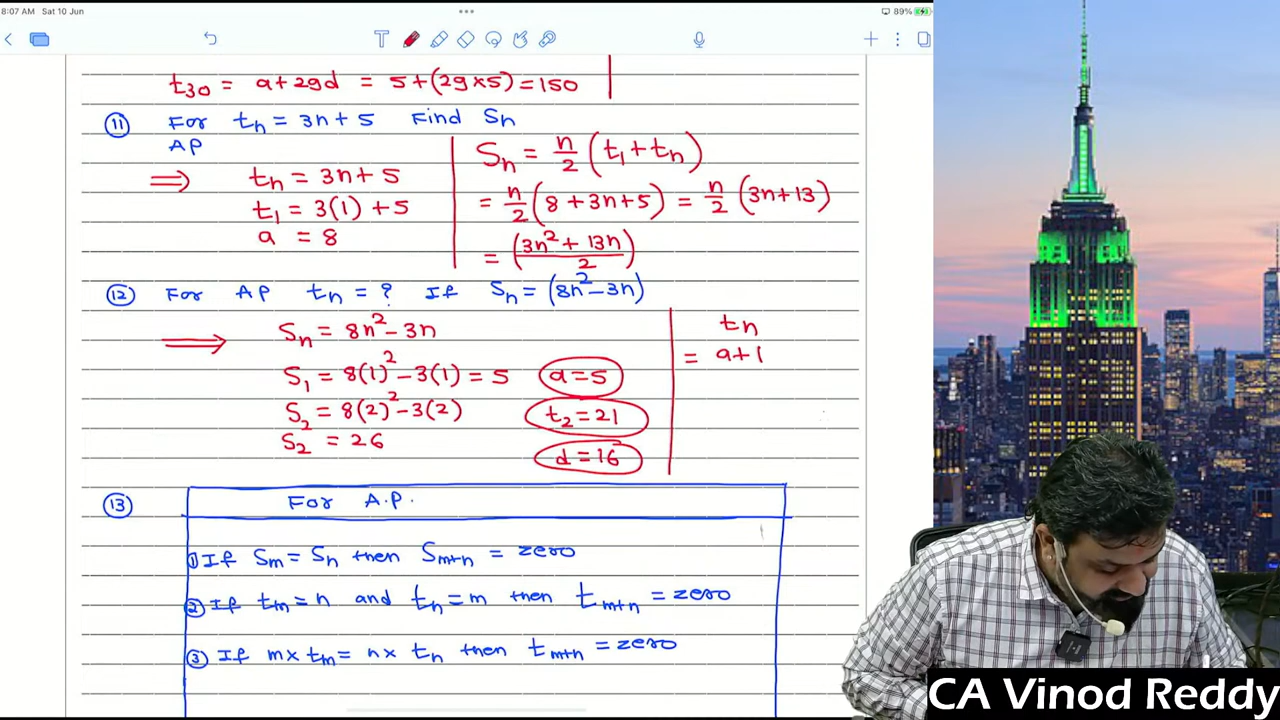 8:07 AM Sat 10 Jun
89%
t₃₀ = a+29d = 5+(29×5)=150
11 For tₙ = 3n+5 Find Sₙ
AP
⇒ tₙ = 3n+5
t₁ = 3(1)+5
a = 8
Sₙ = n/2 (t₁+tₙ)
= n/2 (8+3n+5) = n/2 (3n+13)
= (3n²+13n)/2
12 For AP tₙ = ? If Sₙ = (8n²-3n)
⇒ Sₙ = 8n²-3n
S₁ = 8(1)²-3(1) = 5 a=5
S₂ = 8(2)²-3(2) t₂=21
S₂ = 26 d=16
tₙ
= a+1
13 For A.P.
1 If Sₘ = Sₙ then Sₘ₊ₙ = zero
2 If tₘ=n and tₙ=m then tₘ₊ₙ = zero
3 If m× tₘ = n× tₙ then tₘ₊ₙ = zero
CA Vinod Reddy